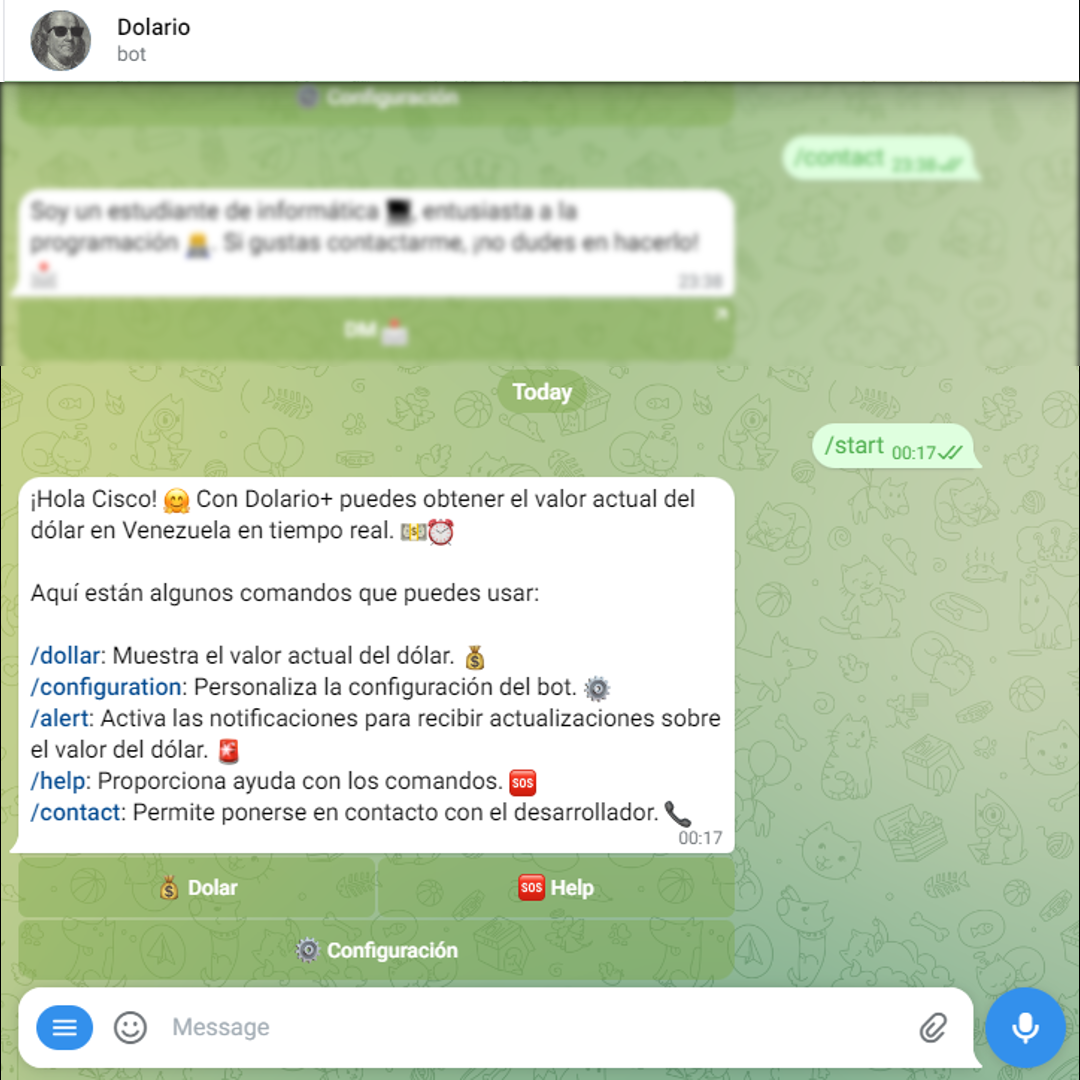 Dolario
bot
Configuración
/contact 23:38
Soy un estudiante de informática 💻, entusiasta a la
programación 👨‍💻. Si gustas contactarme, ¡no dudes en hacerlo!
📩
23:38
DM 📩
Today
/start 00:17
¡Hola Cisco! 🤗 Con Dolario+ puedes obtener el valor actual del
dólar en Venezuela en tiempo real. 💵⏰
Aquí están algunos comandos que puedes usar:
/dollar: Muestra el valor actual del dólar. 💰
/configuration: Personaliza la configuración del bot. ⚙️
/alert: Activa las notificaciones para recibir actualizaciones sobre
el valor del dólar. 🚨
/help: Proporciona ayuda con los comandos. 🆘
/contact: Permite ponerse en contacto con el desarrollador. 📞
00:17
💰 Dolar
🆘 Help
⚙️ Configuración
Message